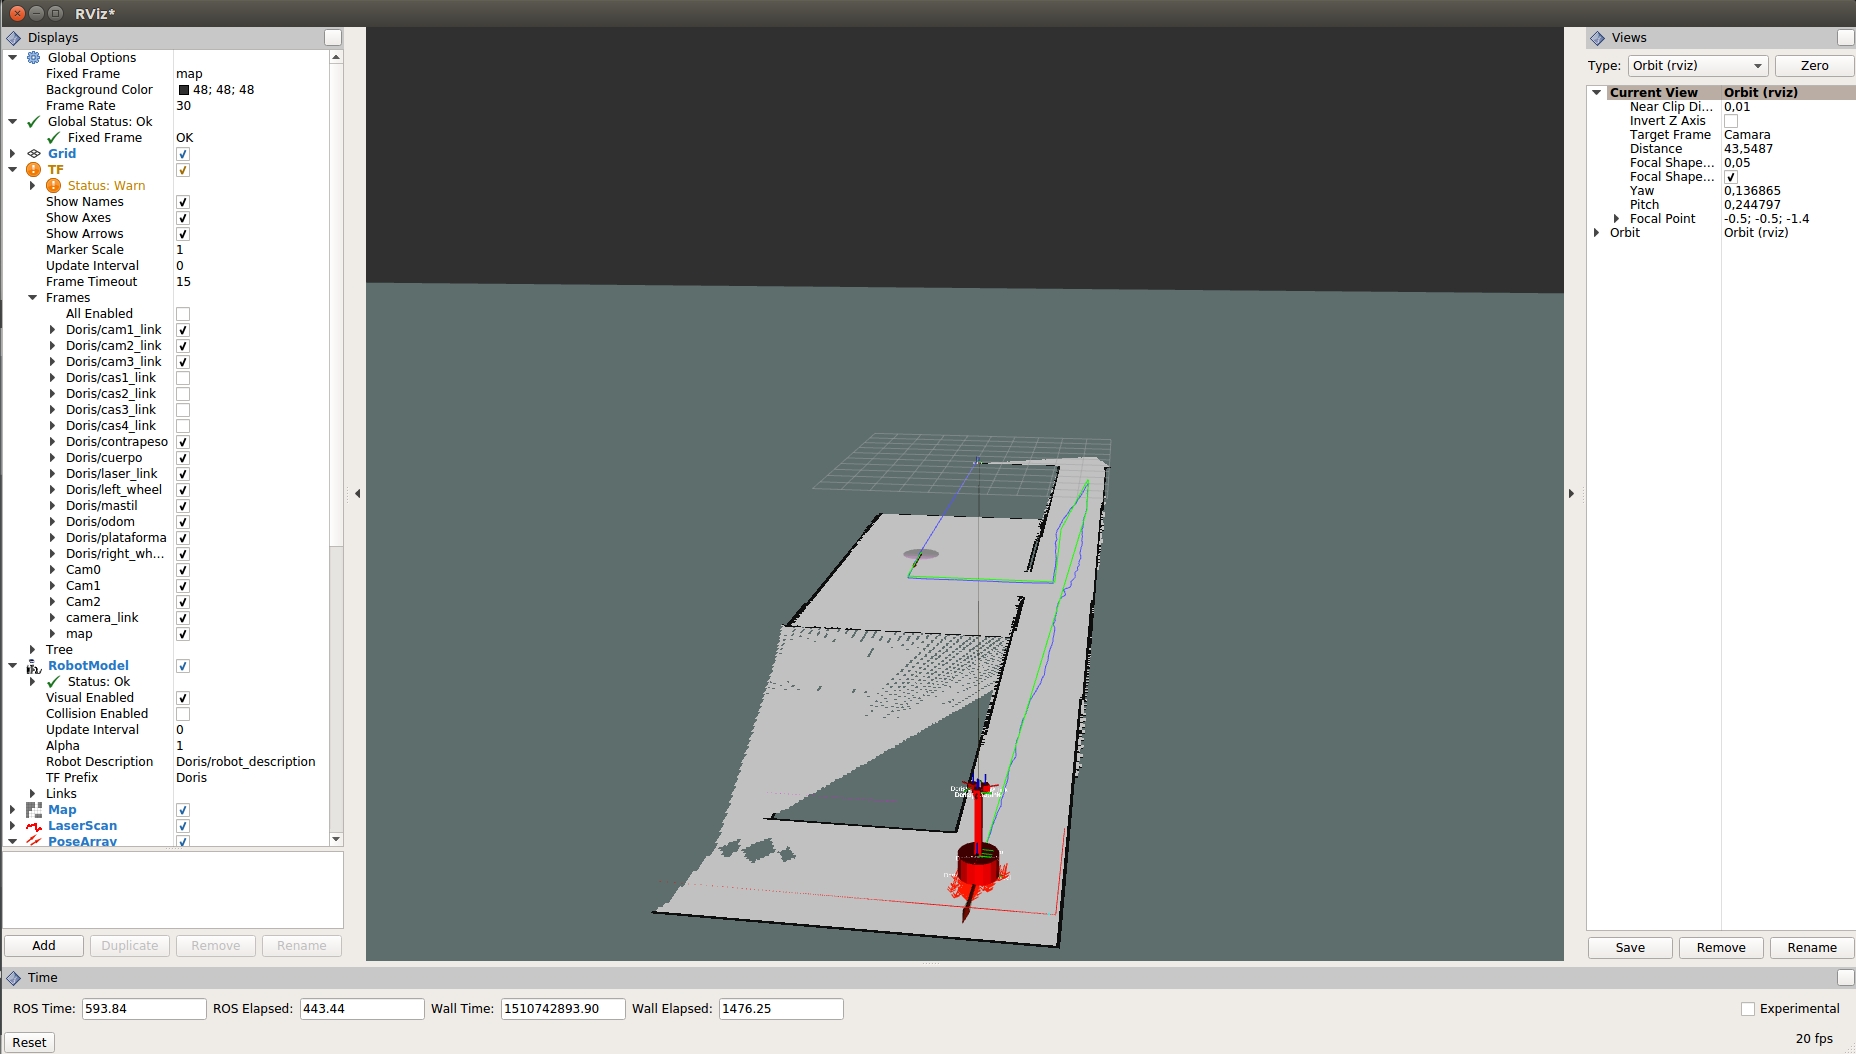 RViz*
Displays
Global Options
Fixed Frame map
Background Color 48; 48; 48
Frame Rate 30
Global Status: Ok
Fixed Frame OK
Grid
TF
Status: Warn
Show Names
Show Axes
Show Arrows
Marker Scale 1
Update Interval 0
Frame Timeout 15
Frames
All Enabled
Doris/cam1_link
Doris/cam2_link
Doris/cam3_link
Doris/cas1_link
Doris/cas2_link
Doris/cas3_link
Doris/cas4_link
Doris/contrapeso
Doris/cuerpo
Doris/laser_link
Doris/left_wheel
Doris/mastil
Doris/odom
Doris/plataforma
Doris/right_wh...
Cam0
Cam1
Cam2
camera_link
map
Tree
RobotModel
Status: Ok
Visual Enabled
Collision Enabled
Update Interval 0
Alpha 1
Robot Description Doris/robot_description
TF Prefix Doris
Links
Map
LaserScan
PoseArray
Add Duplicate Remove Rename
Views
Type: Orbit (rviz) Zero
Current View Orbit (rviz)
Near Clip Di... 0,01
Invert Z Axis
Target Frame Camara
Distance 43,5487
Focal Shape... 0,05
Focal Shape...
Yaw 0,136865
Pitch 0,244797
Focal Point -0.5; -0.5; -1.4
Orbit Orbit (rviz)
Save Remove Rename
Time
ROS Time: 593.84 ROS Elapsed: 443.44 Wall Time: 1510742893.90 Wall Elapsed: 1476.25 Experimental
Reset 20 fps